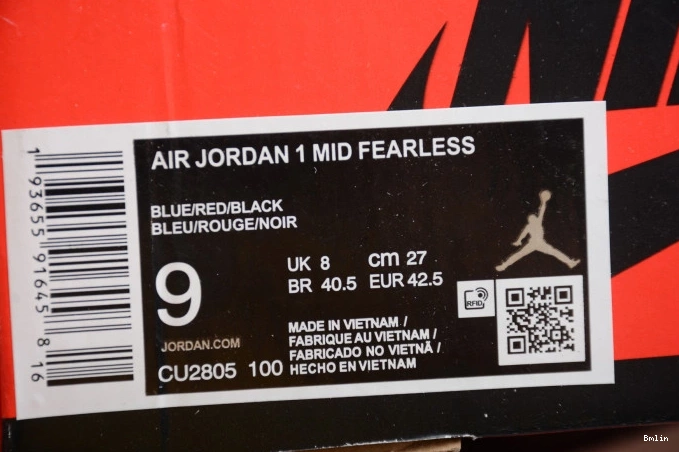 AIR JORDAN 1 MID FEARLESS
BLUE/RED/BLACK
BLEU/ROUGE/NOIR
9
UK 8 cm 27
BR 40.5 EUR 42.5
JORDAN.COM
CU2805 100
MADE IN VIETNAM /
FABRIQUE AU VIETNAM /
FABRICADO NO VIETNÃ /
HECHO EN VIETNAM
RFID
1 93655 91645 8 16
Bmlin